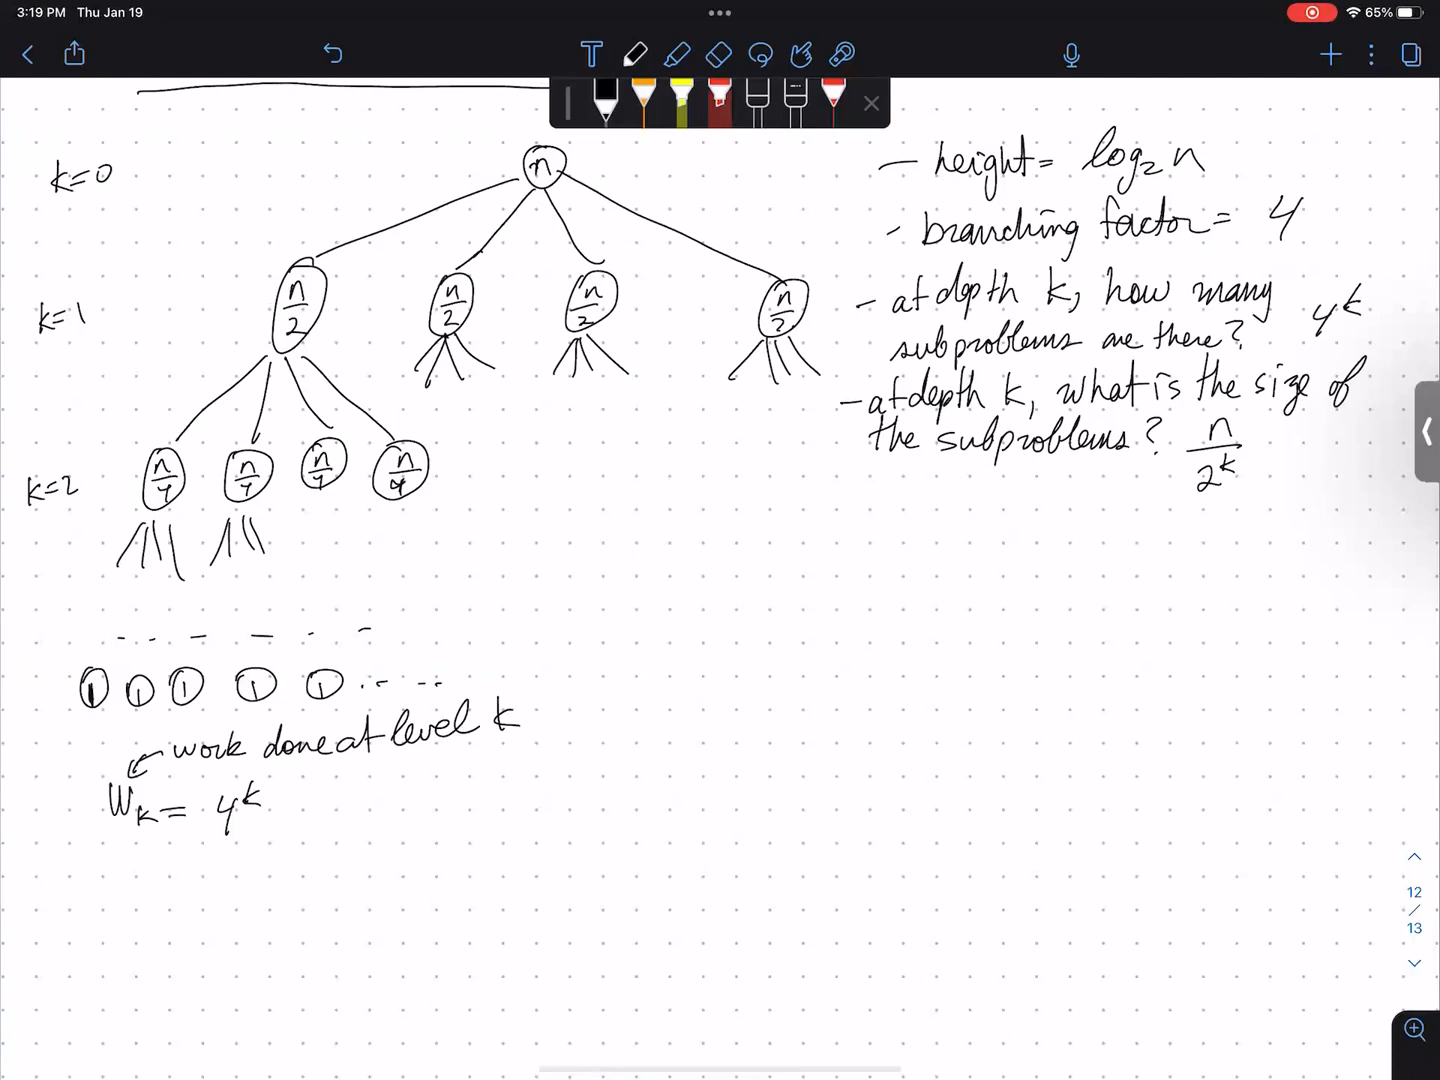 3:19 PM Thu Jan 19
65%
k=0
n
- height = log₂ n
- branching factor = 4
k=1
n/2 n/2 n/2 n/2
- at depth k, how many
subproblems are there? 4^k
- at depth k, what is the size of
the subproblems? n/2^k
k=2
n/4 n/4 n/4 n/4
1 1 1 1 1 .. - ..
work done at level k
W_k = 4^k
12
/
13